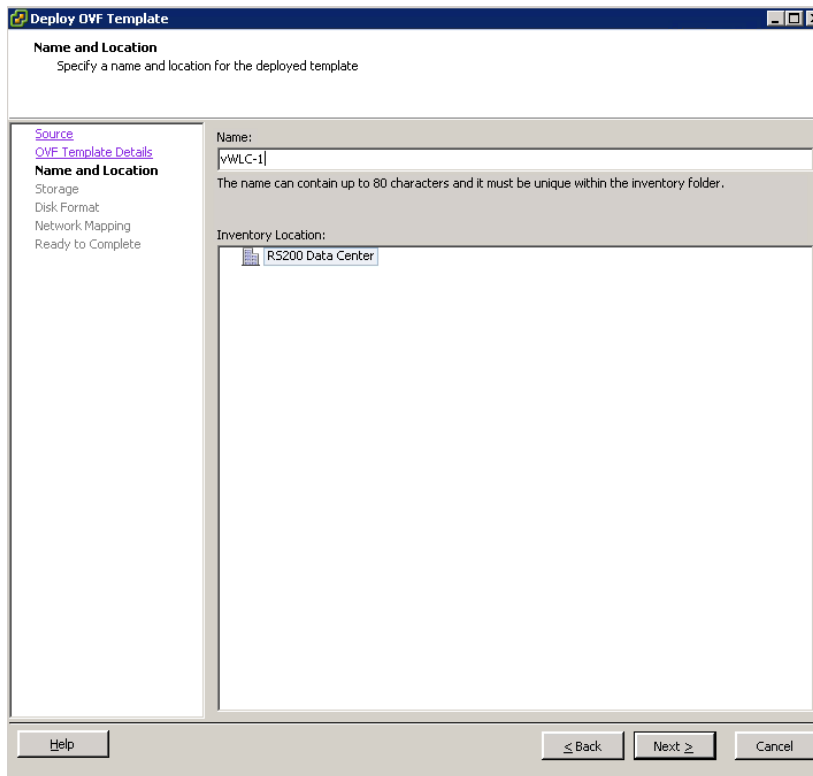 Deploy OVF Template
Name and Location
Specify a name and location for the deployed template
Source
OVF Template Details
Name and Location
Storage
Disk Format
Network Mapping
Ready to Complete
Name:
vWLC-1
The name can contain up to 80 characters and it must be unique within the inventory folder.
Inventory Location:
RS200 Data Center
Help
< Back
Next >
Cancel